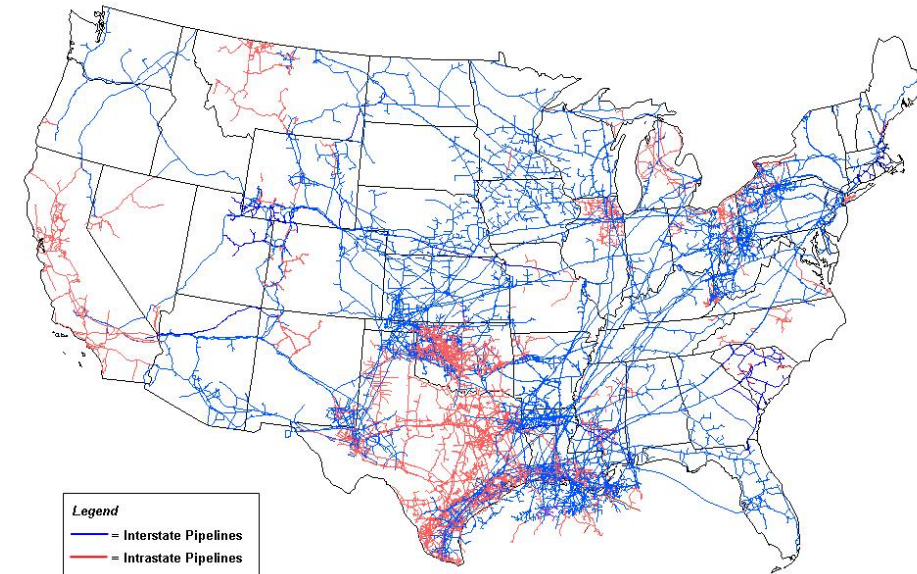 Legend
= Interstate Pipelines
= Intrastate Pipelines